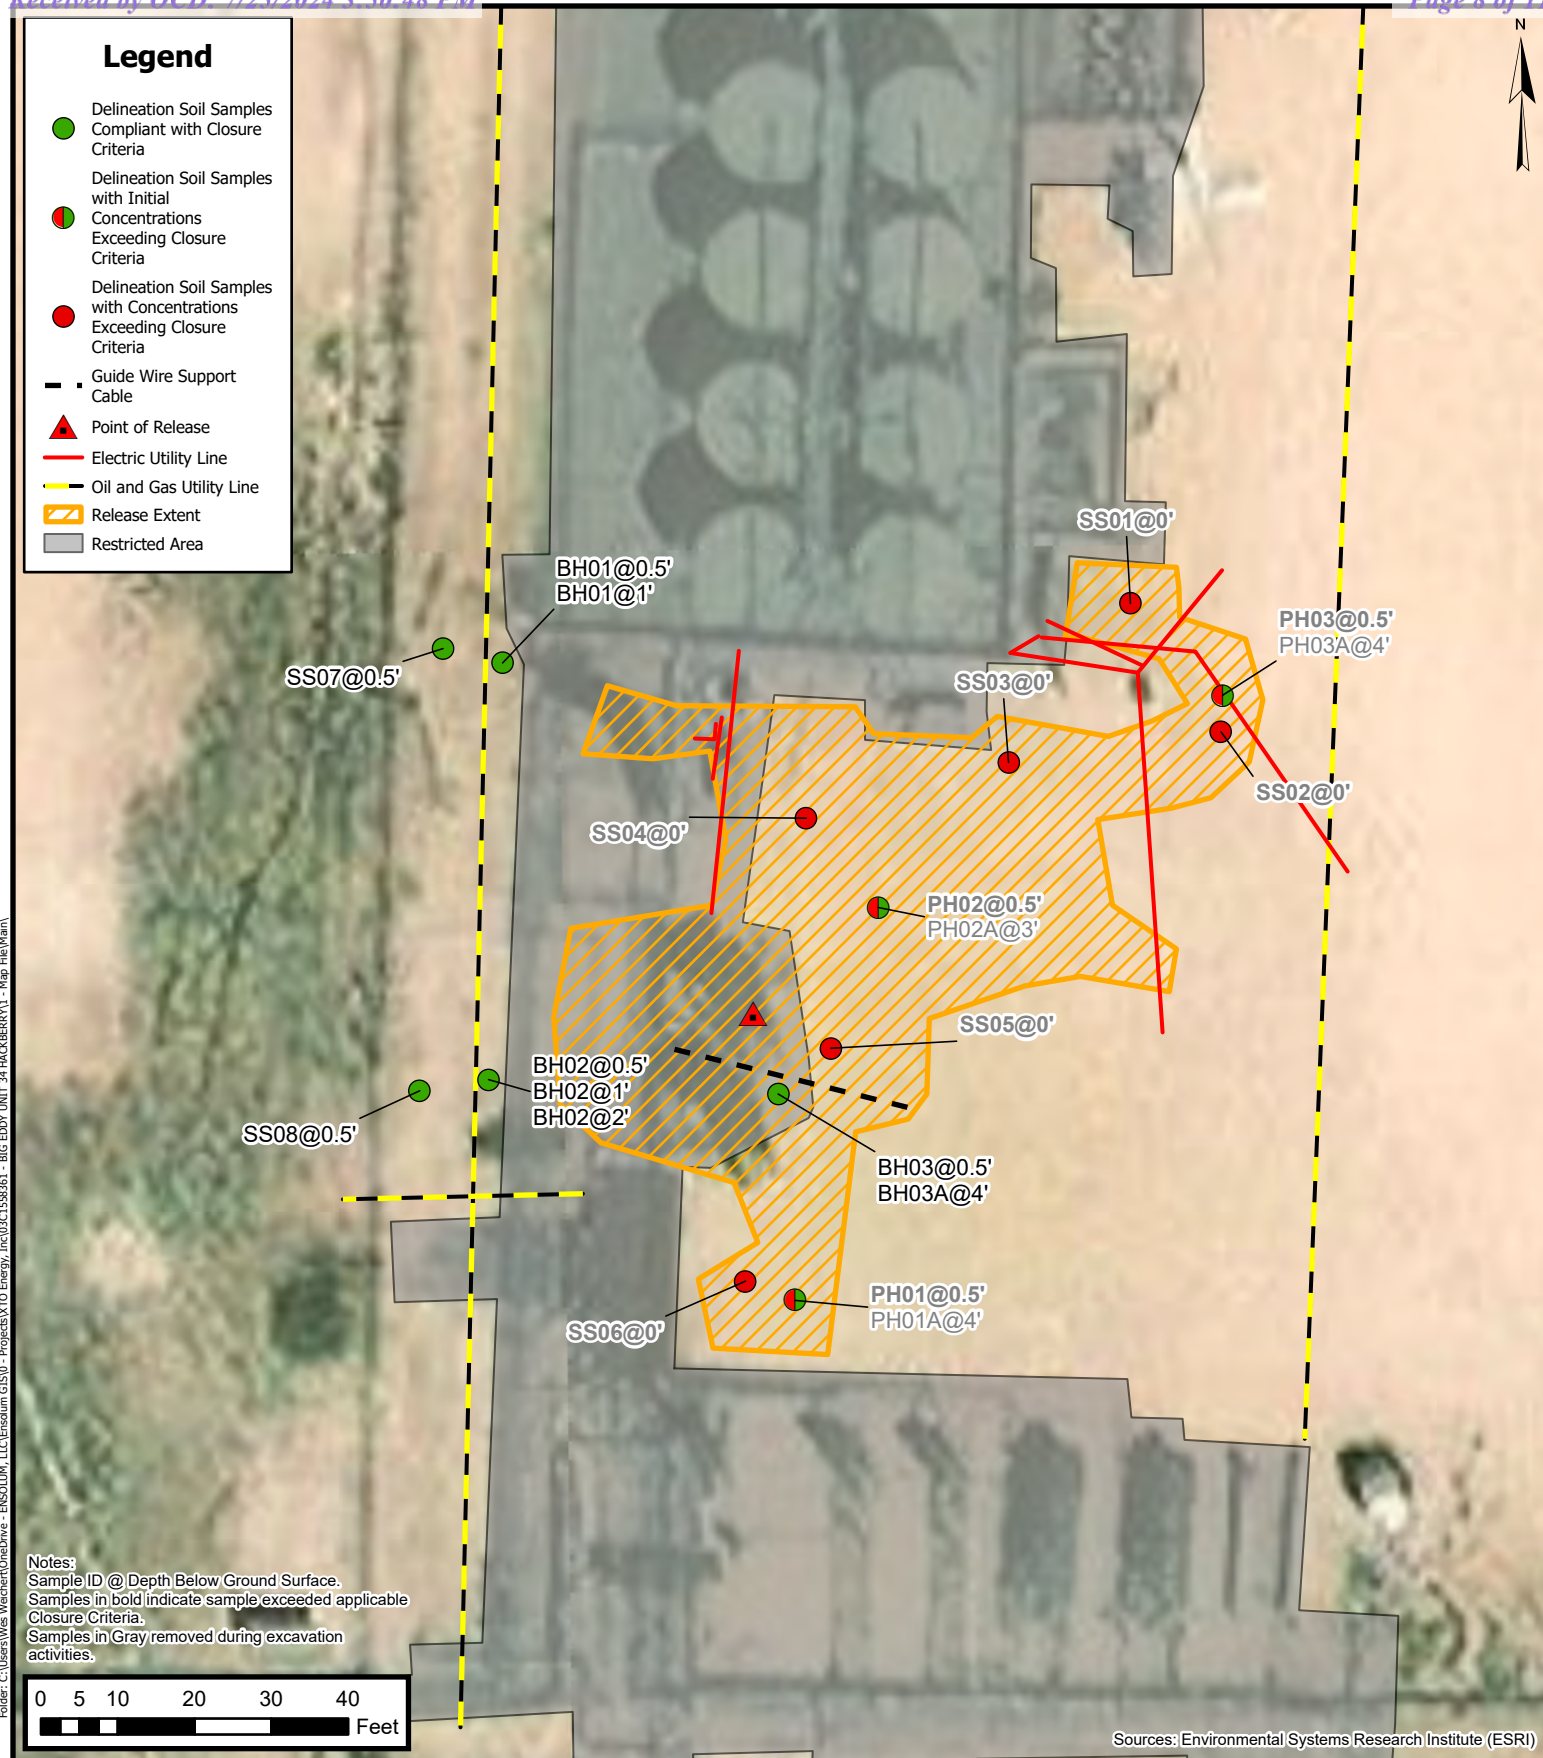 Legend
Delineation Soil Samples
Compliant with Closure
Criteria
Delineation Soil Samples
with Initial
Concentrations
Exceeding Closure
Criteria
Delineation Soil Samples
with Concentrations
Exceeding Closure
Criteria
Guide Wire Support
Cable
Point of Release
Electric Utility Line
Oil and Gas Utility Line
Release Extent
Restricted Area
N
SS01@0'
BH01@0.5'
BH01@1'
PH03@0.5'
PH03A@4'
SS07@0.5'
SS03@0'
SS02@0'
SS04@0'
PH02@0.5'
PH02A@3'
SS05@0'
BH02@0.5'
BH02@1'
BH02@2'
SS08@0.5'
BH03@0.5'
BH03A@4'
PH01@0.5'
PH01A@4'
SS06@0'
Notes:
Sample ID @ Depth Below Ground Surface.
Samples in bold indicate sample exceeded applicable
Closure Criteria.
Samples in Gray removed during excavation
activities.
0 5 10 20 30 40
Feet
Sources: Environmental Systems Research Institute (ESRI)